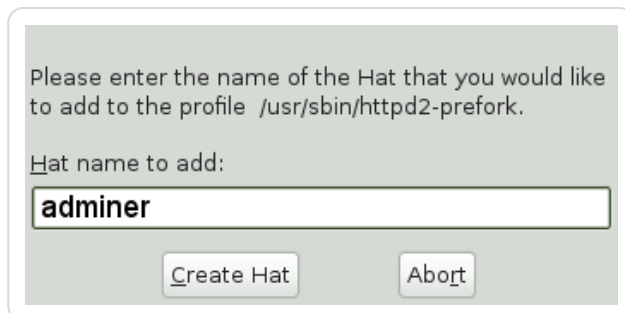 Please enter the name of the Hat that you would like
to add to the profile /usr/sbin/httpd2-prefork.
Hat name to add:
adminer
Create Hat
Abort